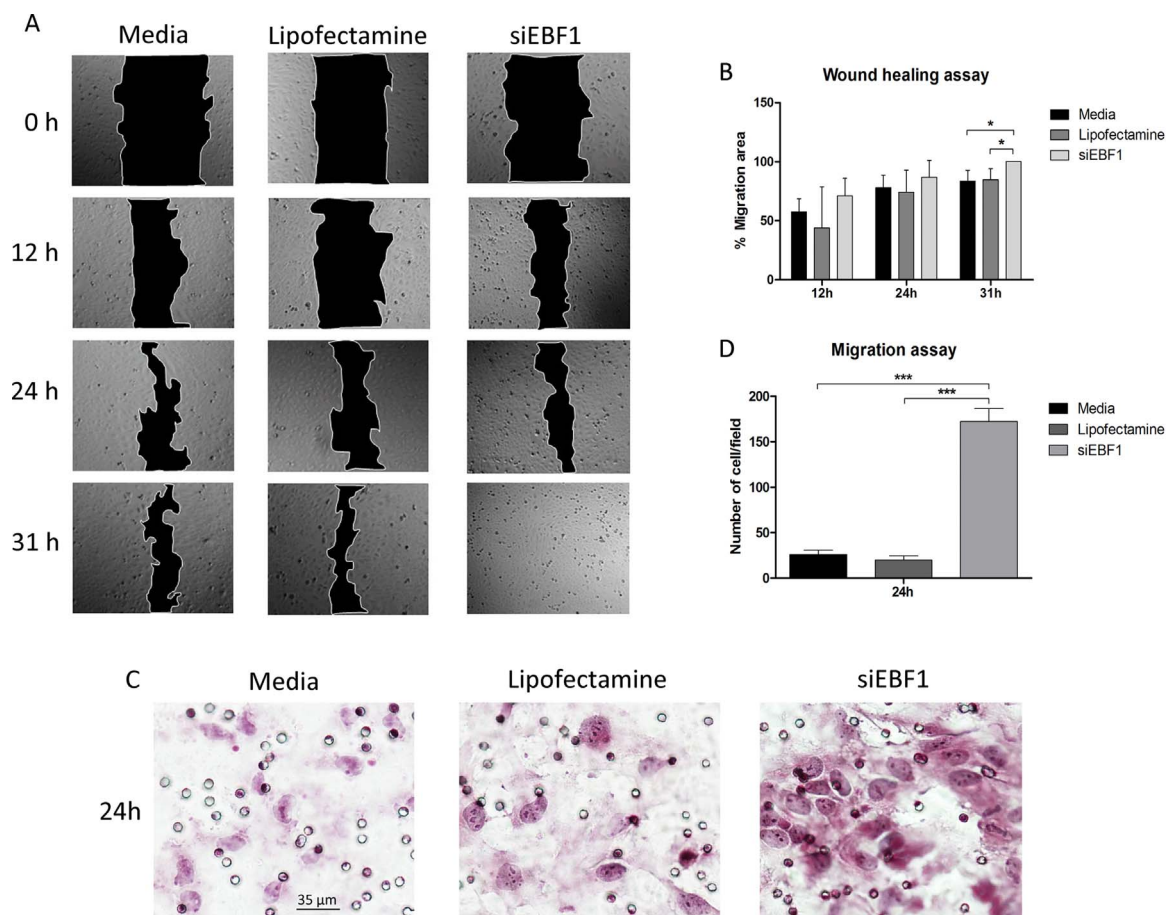 A
Media
Lipofectamine
siEBF1
0 h
12 h
24 h
31 h
B
Wound healing assay
% Migration area
150
100
50
0
12h
24h
31h
*
*
Media
Lipofectamine
siEBF1
D
Migration assay
Number of cell/field
200
150
100
50
0
24h
***
***
Media
Lipofectamine
siEBF1
C
Media
Lipofectamine
siEBF1
24h
35 µm